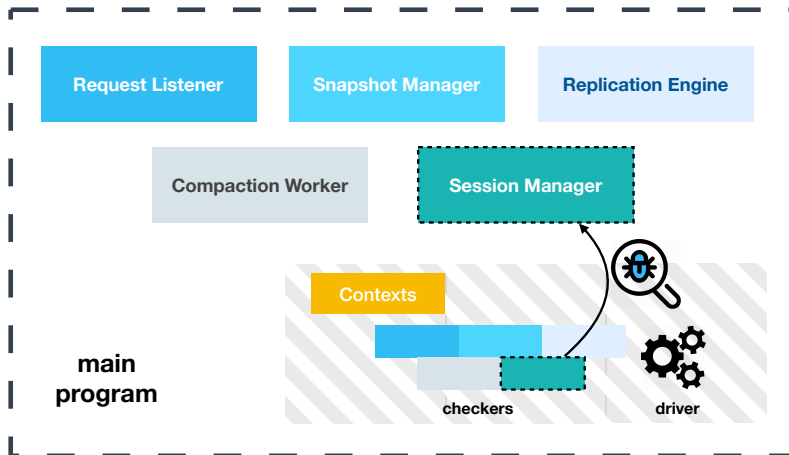 Request Listener
Snapshot Manager
Replication Engine
Compaction Worker
Session Manager
Contexts
main
program
checkers
driver